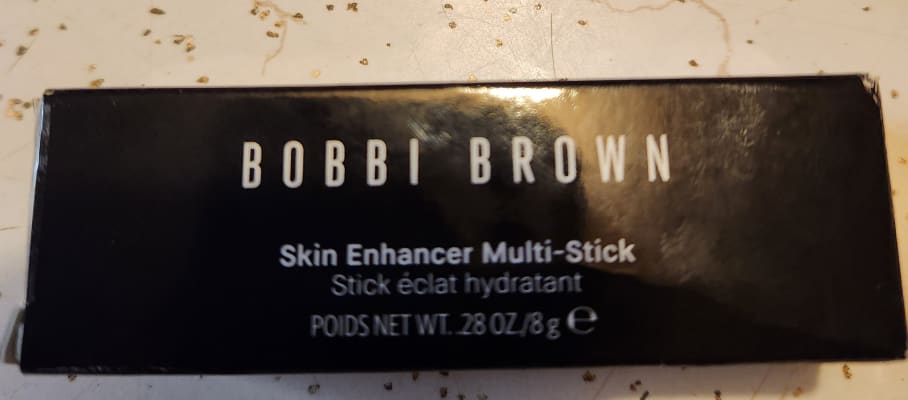 BOBBI BROWN
Skin Enhancer Multi-Stick
Stick éclat hydratant
POIDS NET WT. .28 OZ./8 g ℮